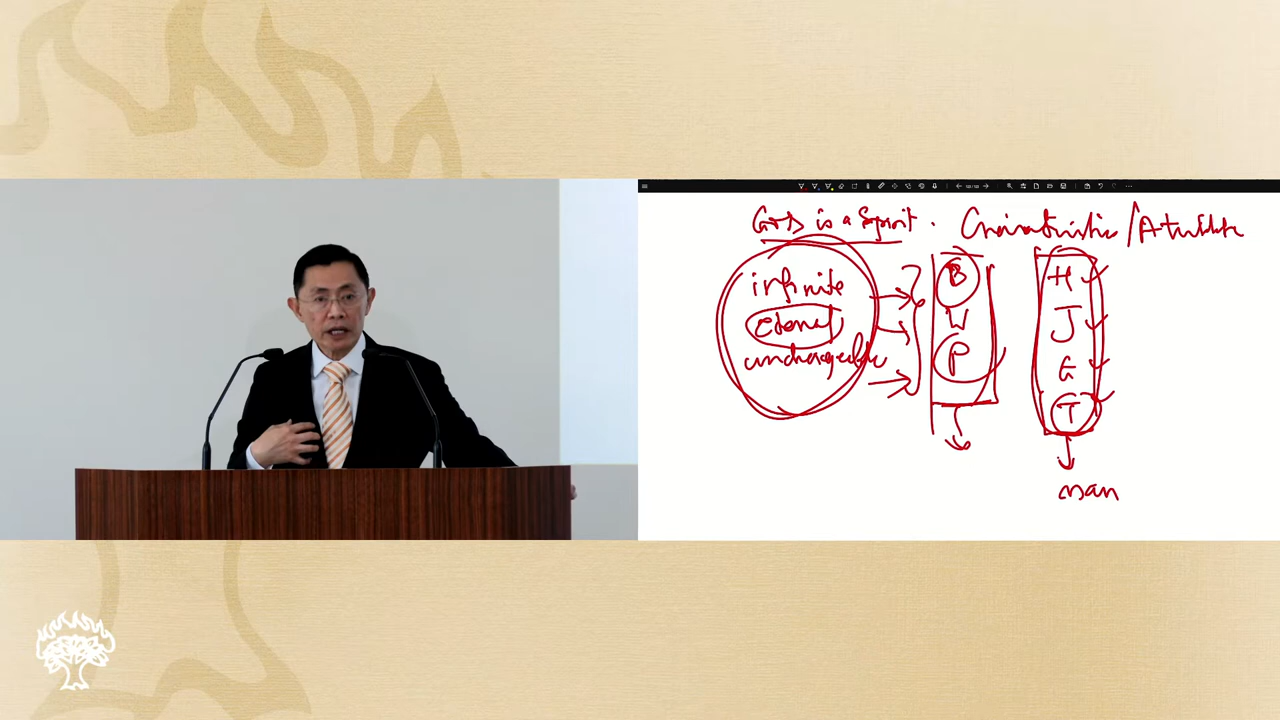 God is a Spirit. Characteristic/Attribute
infinite
eternal
unchangeable
B
W
P
H
J
G
T
man